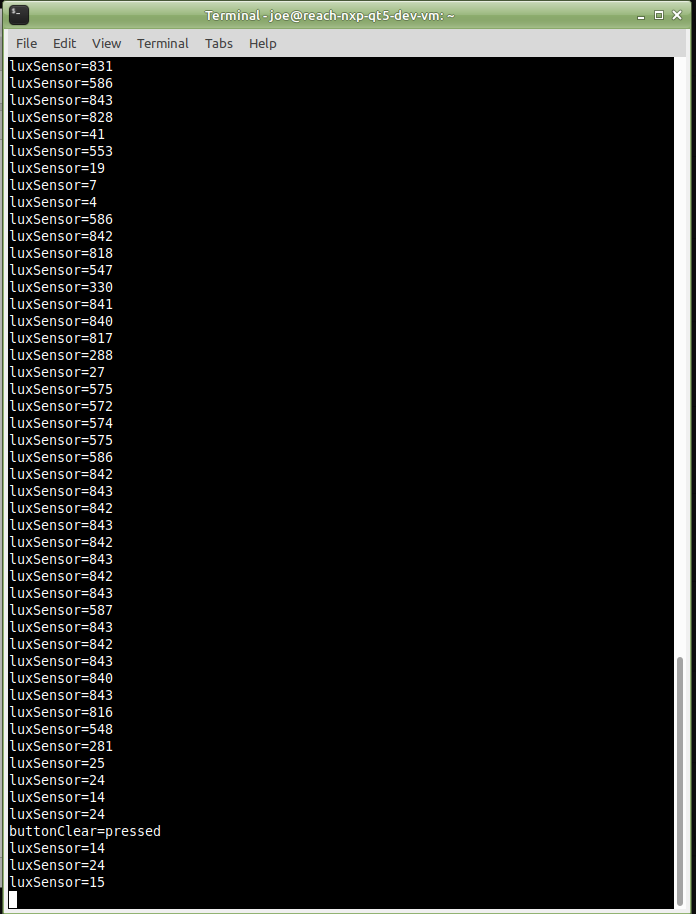 Terminal - joe@reach-nxp-qt5-dev-vm: ~
File Edit View Terminal Tabs Help
luxSensor=831
luxSensor=586
luxSensor=843
luxSensor=828
luxSensor=41
luxSensor=553
luxSensor=19
luxSensor=7
luxSensor=4
luxSensor=586
luxSensor=842
luxSensor=818
luxSensor=547
luxSensor=330
luxSensor=841
luxSensor=840
luxSensor=817
luxSensor=288
luxSensor=27
luxSensor=575
luxSensor=572
luxSensor=574
luxSensor=575
luxSensor=586
luxSensor=842
luxSensor=843
luxSensor=842
luxSensor=843
luxSensor=842
luxSensor=843
luxSensor=842
luxSensor=843
luxSensor=587
luxSensor=843
luxSensor=842
luxSensor=843
luxSensor=840
luxSensor=843
luxSensor=816
luxSensor=548
luxSensor=281
luxSensor=25
luxSensor=24
luxSensor=14
luxSensor=24
buttonClear=pressed
luxSensor=14
luxSensor=24
luxSensor=15